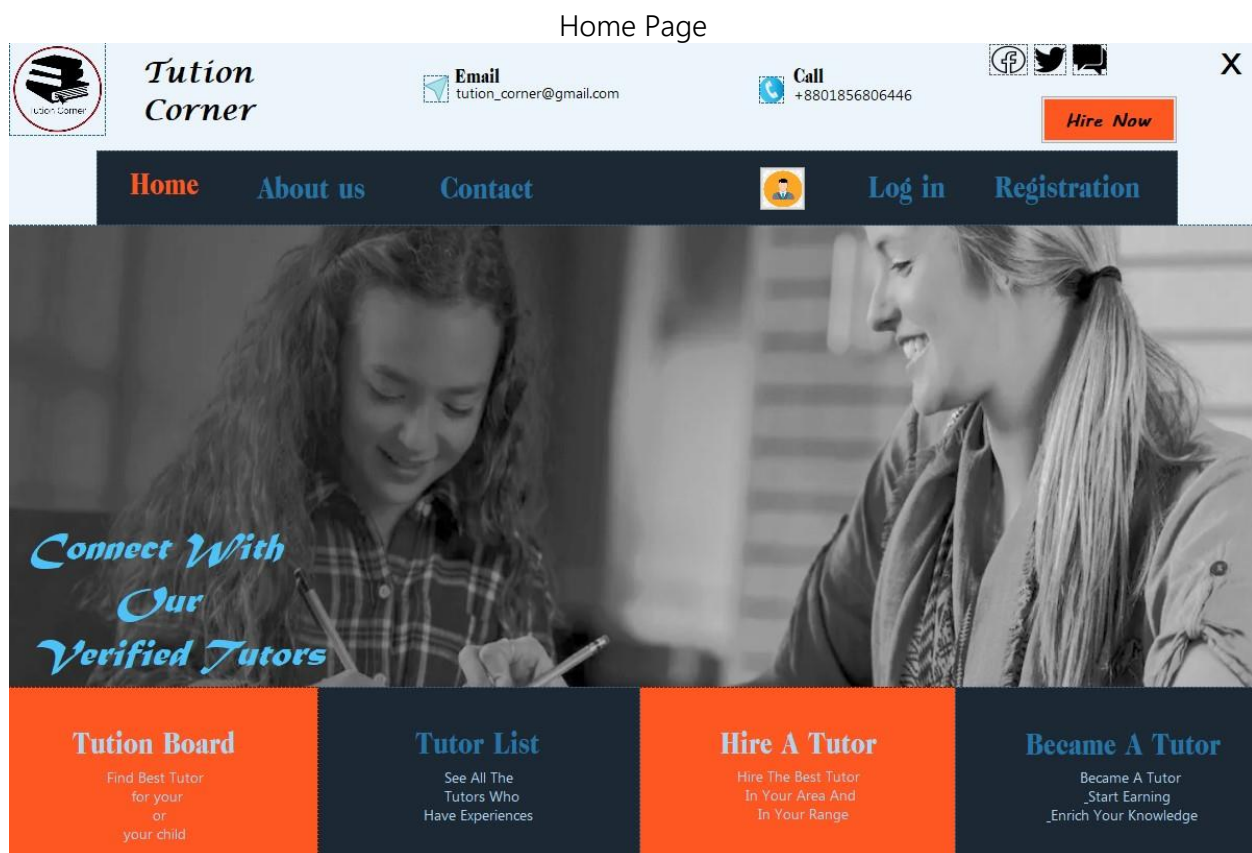 Home Page
Tution Corner
Tution
Corner
Email
tution_corner@gmail.com
Call
+8801856806446
X
Hire Now
Home
About us
Contact
Log in
Registration
Connect With
Our
Verified Tutors
Tution Board
Find Best Tutor
for your
or
your child
Tutor List
See All The
Tutors Who
Have Experiences
Hire A Tutor
Hire The Best Tutor
In Your Area And
In Your Range
Became A Tutor
Became A Tutor
_Start Earning
_Enrich Your Knowledge